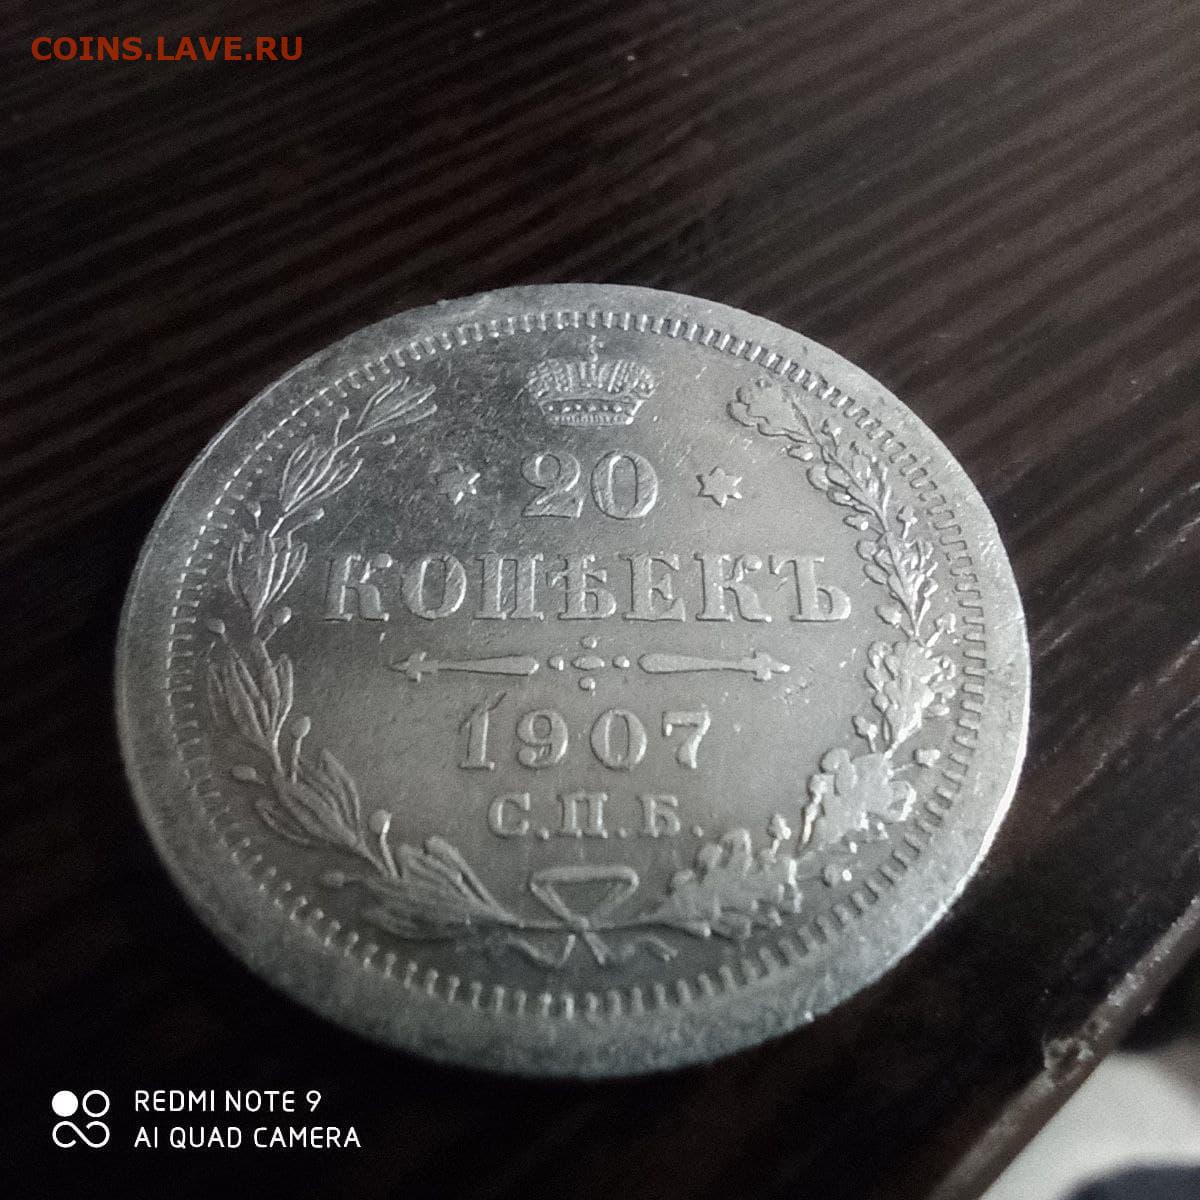 COINS.LAVE.RU
20
КОПѢЕКЪ
1907
С.П.Б.
REDMI NOTE 9
AI QUAD CAMERA